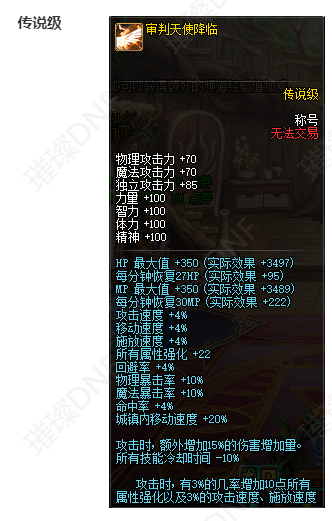 传说级
审判天使降临
传说级
称号
无法交易
物理攻击力 +70
魔法攻击力 +70
独立攻击力 +85
力量 +100
智力 +100
体力 +100
精神 +100
HP 最大值 +350 (实际效果 +3497)
每分钟恢复27HP (实际效果 +95)
MP 最大值 +350 (实际效果 +3489)
每分钟恢复30MP (实际效果 +222)
攻击速度 +4%
移动速度 +4%
施放速度 +4%
所有属性强化 +22
回避率 +4%
物理暴击率 +10%
魔法暴击率 +10%
命中率 +4%
城镇内移动速度 +20%
攻击时, 额外增加15%的伤害增加量。
所有技能冷却时间 -10%
攻击时, 有3%的几率增加10点所有
属性强化以及3%的攻击速度、施放速度
璀璨DNF